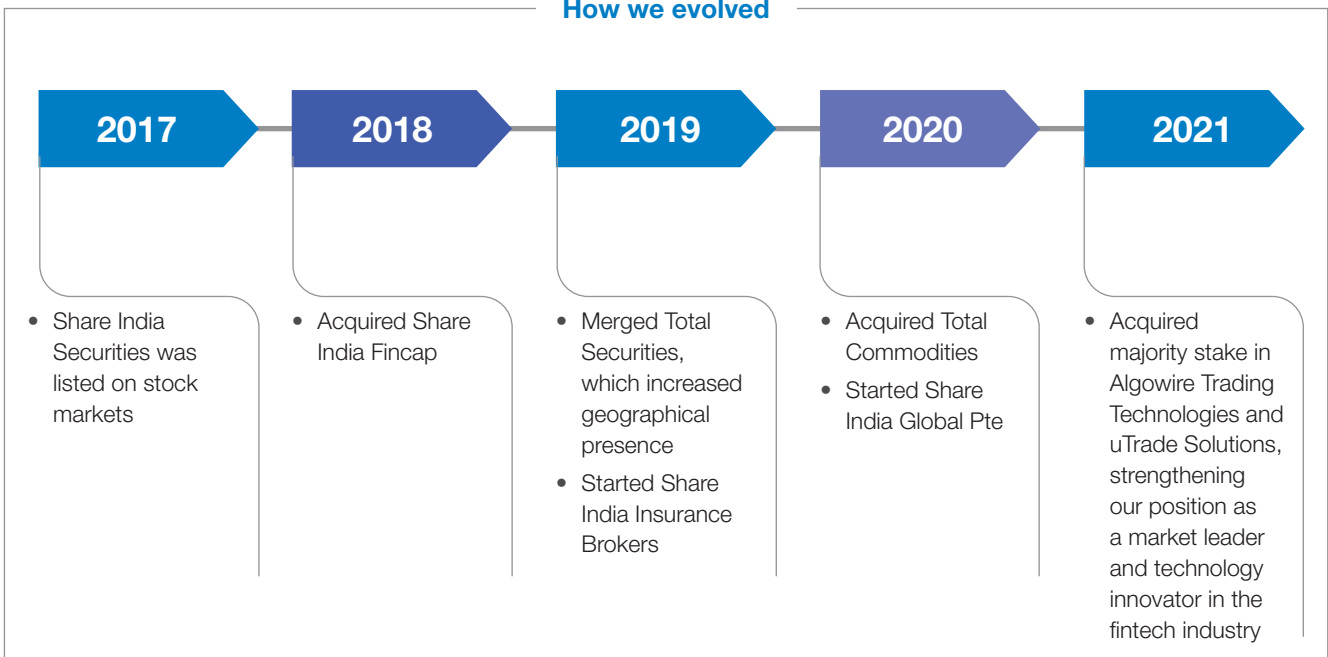 How we evolved
2017
2018
2019
2020
2021
• Share India
Securities was
listed on stock
markets
• Acquired Share
India Fincap
• Merged Total
Securities,
which increased
geographical
presence
• Started Share
India Insurance
Brokers
• Acquired Total
Commodities
• Started Share
India Global Pte
• Acquired
majority stake in
Algowire Trading
Technologies and
uTrade Solutions,
strengthening
our position as
a market leader
and technology
innovator in the
fintech industry